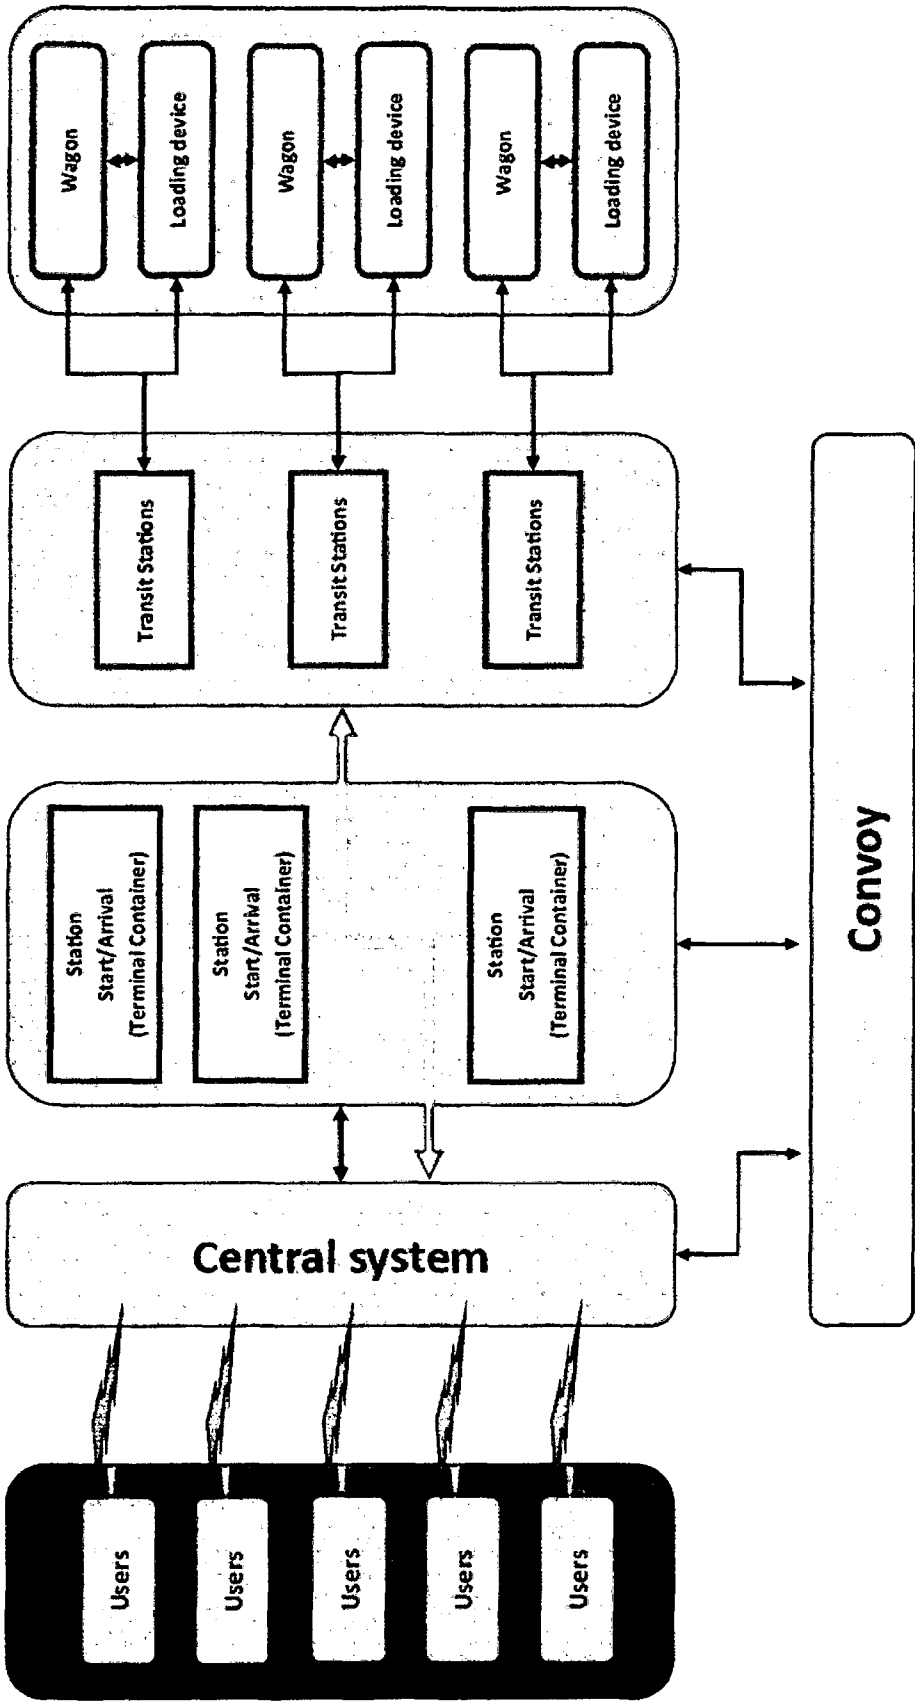 Users
Users
Users
Users
Users
Central system
Station
Start/Arrival
(Terminal Container)
Station
Start/Arrival
(Terminal Container)
Station
Start/Arrival
(Terminal Container)
Transit Stations
Transit Stations
Transit Stations
Wagon
Loading device
Wagon
Loading device
Wagon
Loading device
Convoy